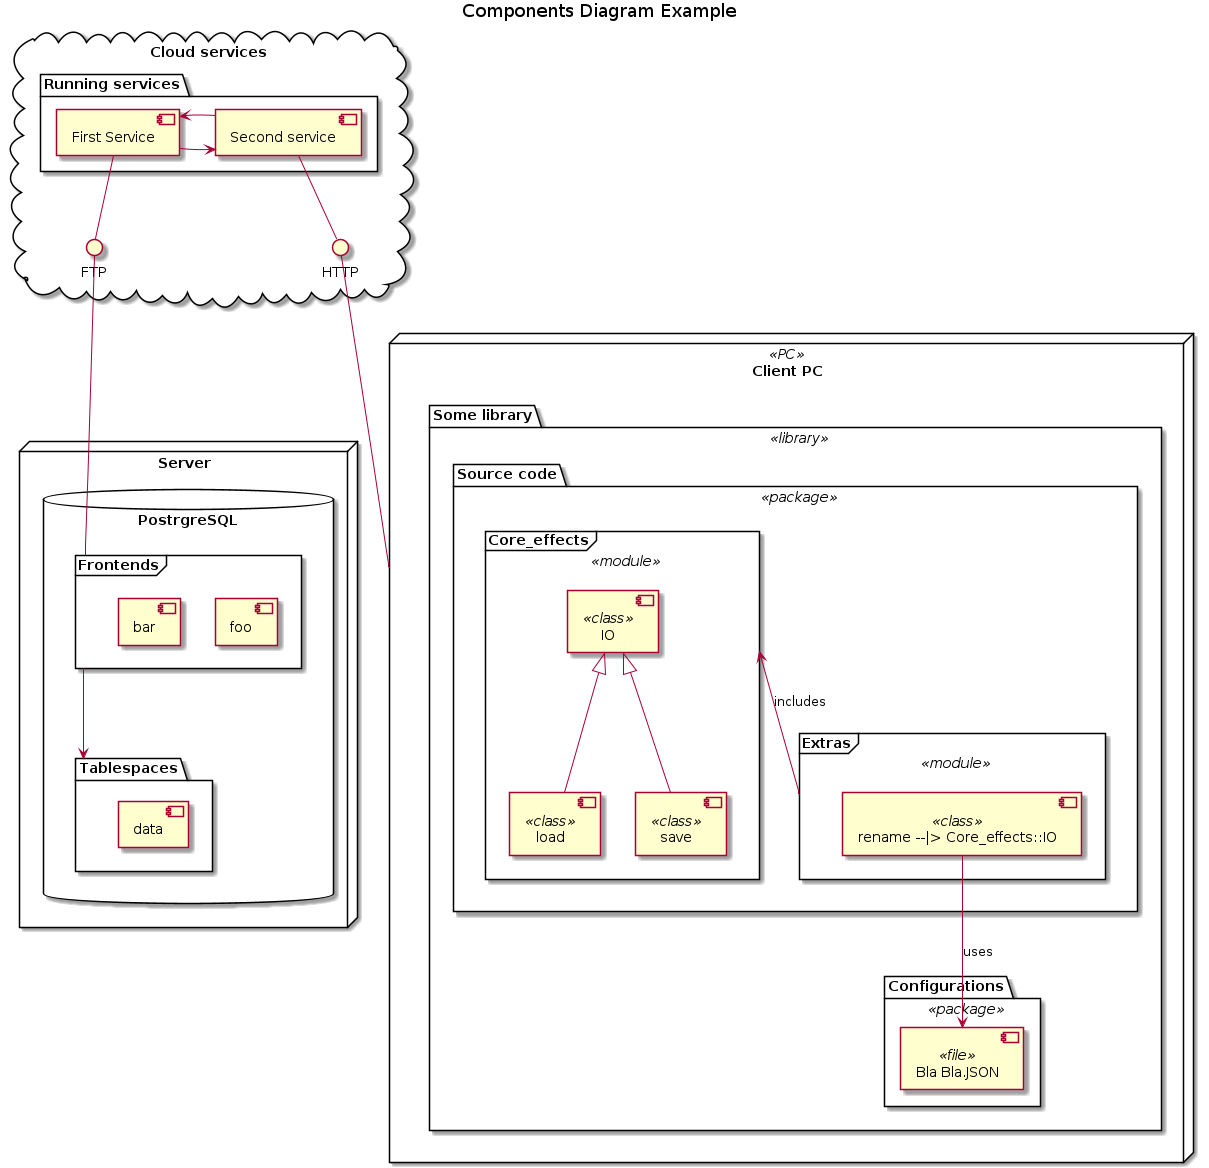 Components Diagram Example
Cloud services
Running services
First Service
Second service
FTP
HTTP
«PC»
Client PC
Some library
«library»
Source code
«package»
Core_effects
«module»
«class»
IO
«class»
load
«class»
save
includes
Extras
«module»
«class»
rename --|> Core_effects::IO
uses
Configurations
«package»
«file»
Bla Bla.JSON
Server
PostrgreSQL
Frontends
bar
foo
Tablespaces
data